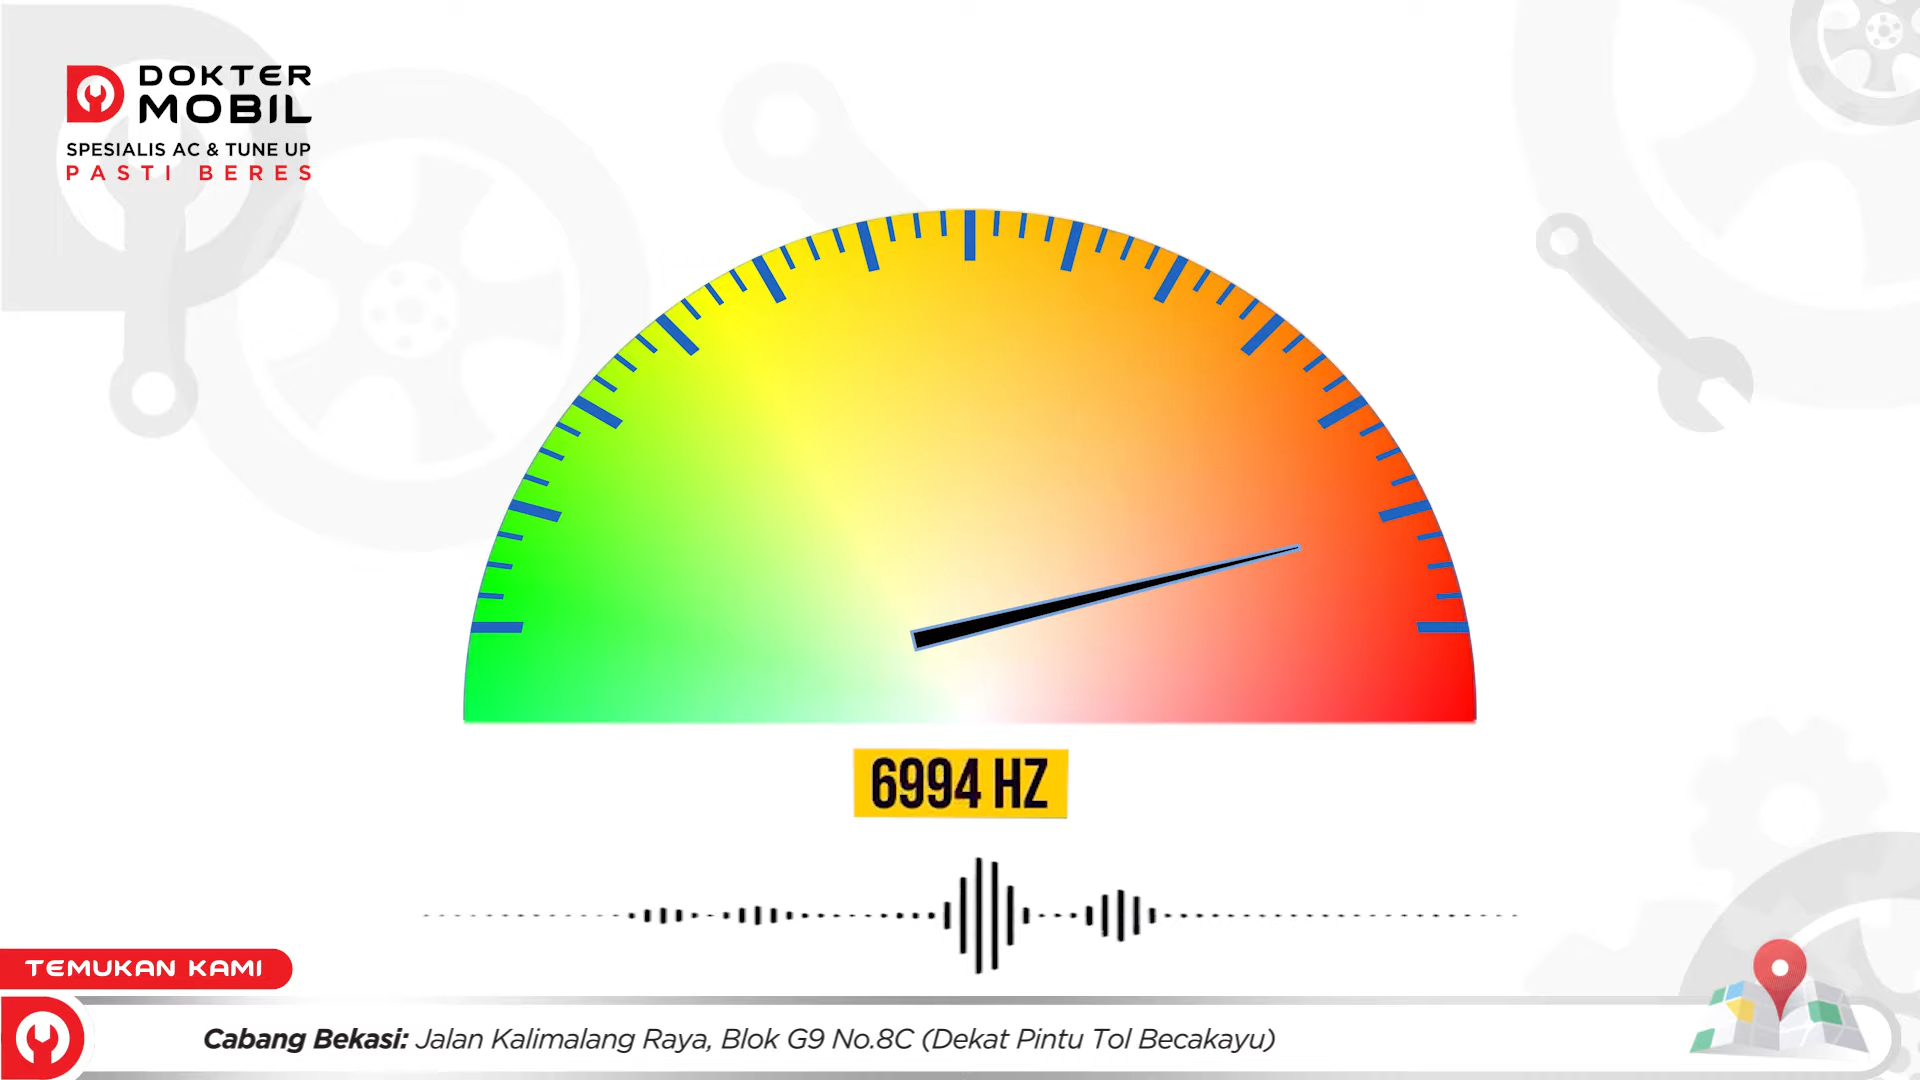 DOKTER
MOBIL
SPESIALIS AC & TUNE UP
PASTI BERES
6994 HZ
TEMUKAN KAMI
Cabang Bekasi: Jalan Kalimalang Raya, Blok G9 No.8C (Dekat Pintu Tol Becakayu)